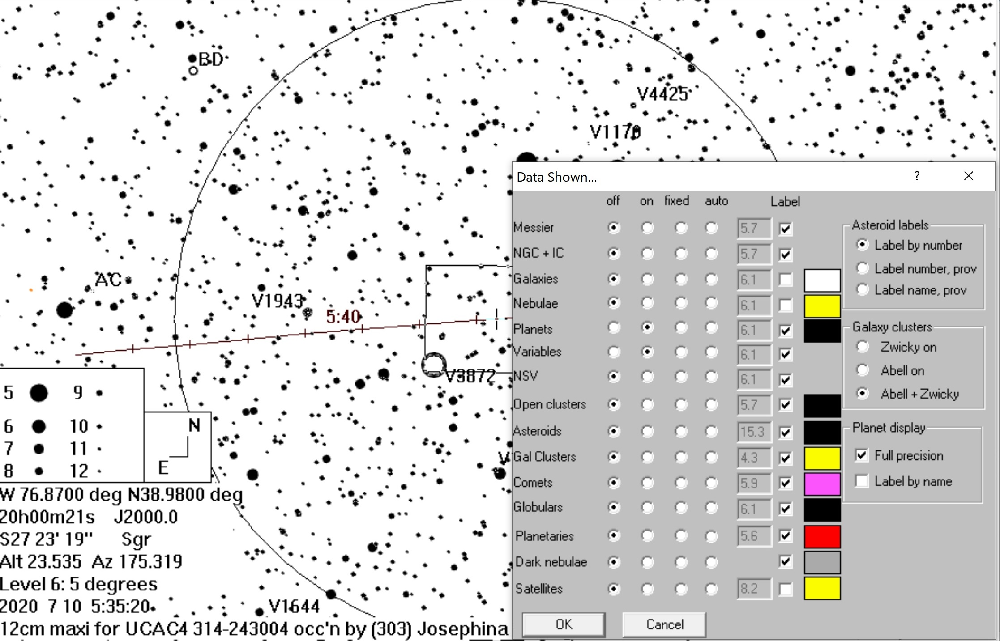 BD
V4425
V1170
AC
V1943
5:40
V3872
V
5 9
6 10
7 11
8 12
N
E
W 76.8700 deg N38.9800 deg
20h00m21s J2000.0
S27 23' 19" Sgr
Alt 23.535 Az 175.319
Level 6: 5 degrees
2020 7 10 5:35:20
V1644
12cm maxi for UCAC4 314-243004 occ'n by (303) Josephina
Data Shown...
?
off on fixed auto Label
Messier 5.7
NGC + IC 5.7
Galaxies 6.1
Nebulae 6.1
Planets 6.1
Variables 6.1
NSV 6.1
Open clusters 5.7
Asteroids 15.3
Gal Clusters 4.3
Comets 5.9
Globulars 6.1
Planetaries 5.6
Dark nebulae
Satellites 8.2
Asteroid labels
Label by number
Label number, prov
Label name, prov
Galaxy clusters
Zwicky on
Abell on
Abell + Zwicky
Planet display
Full precision
Label by name
OK Cancel